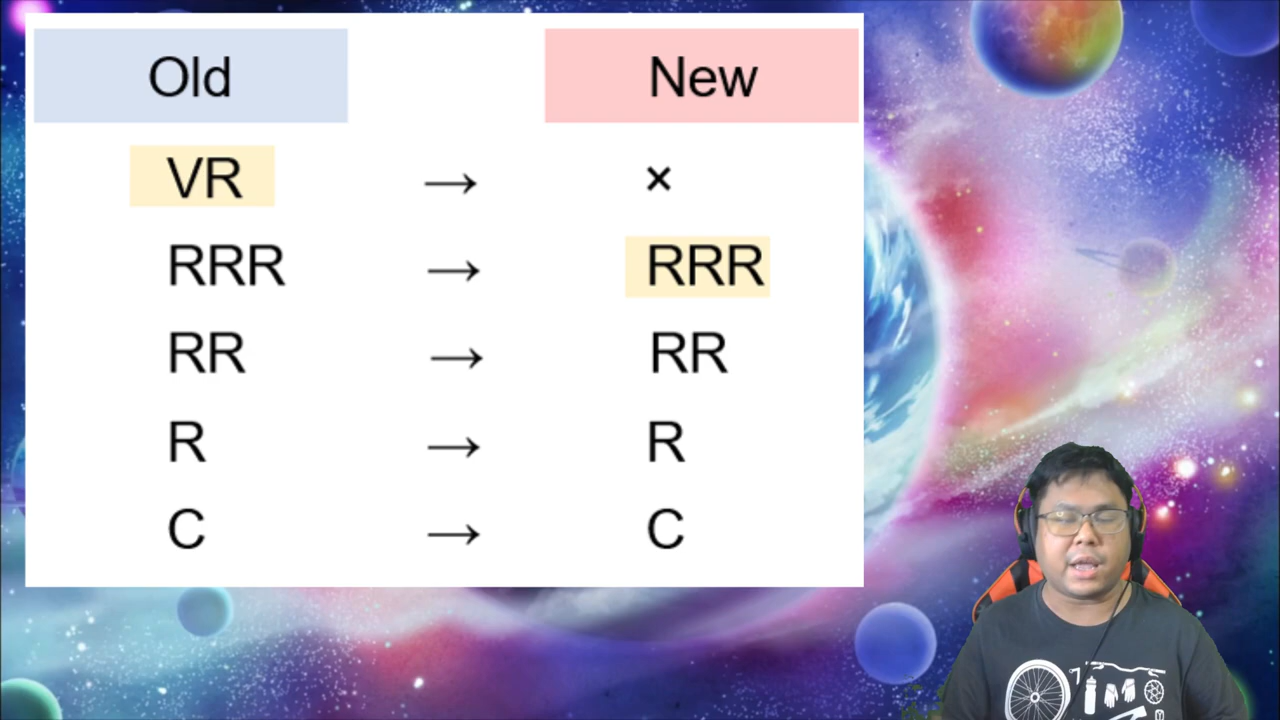 Old New
VR → ×
RRR → RRR
RR → RR
R → R
C → C